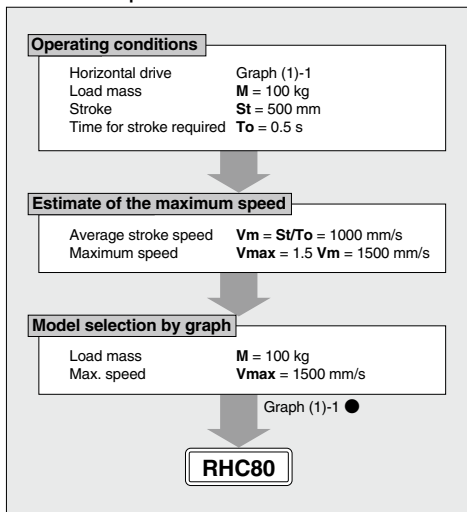 Operating conditions
Horizontal drive Graph (1)-1
Load mass M = 100 kg
Stroke St = 500 mm
Time for stroke required To = 0.5 s
Estimate of the maximum speed
Average stroke speed Vm = St/To = 1000 mm/s
Maximum speed Vmax = 1.5 Vm = 1500 mm/s
Model selection by graph
Load mass M = 100 kg
Max. speed Vmax = 1500 mm/s
Graph (1)-1 ●
RHC80